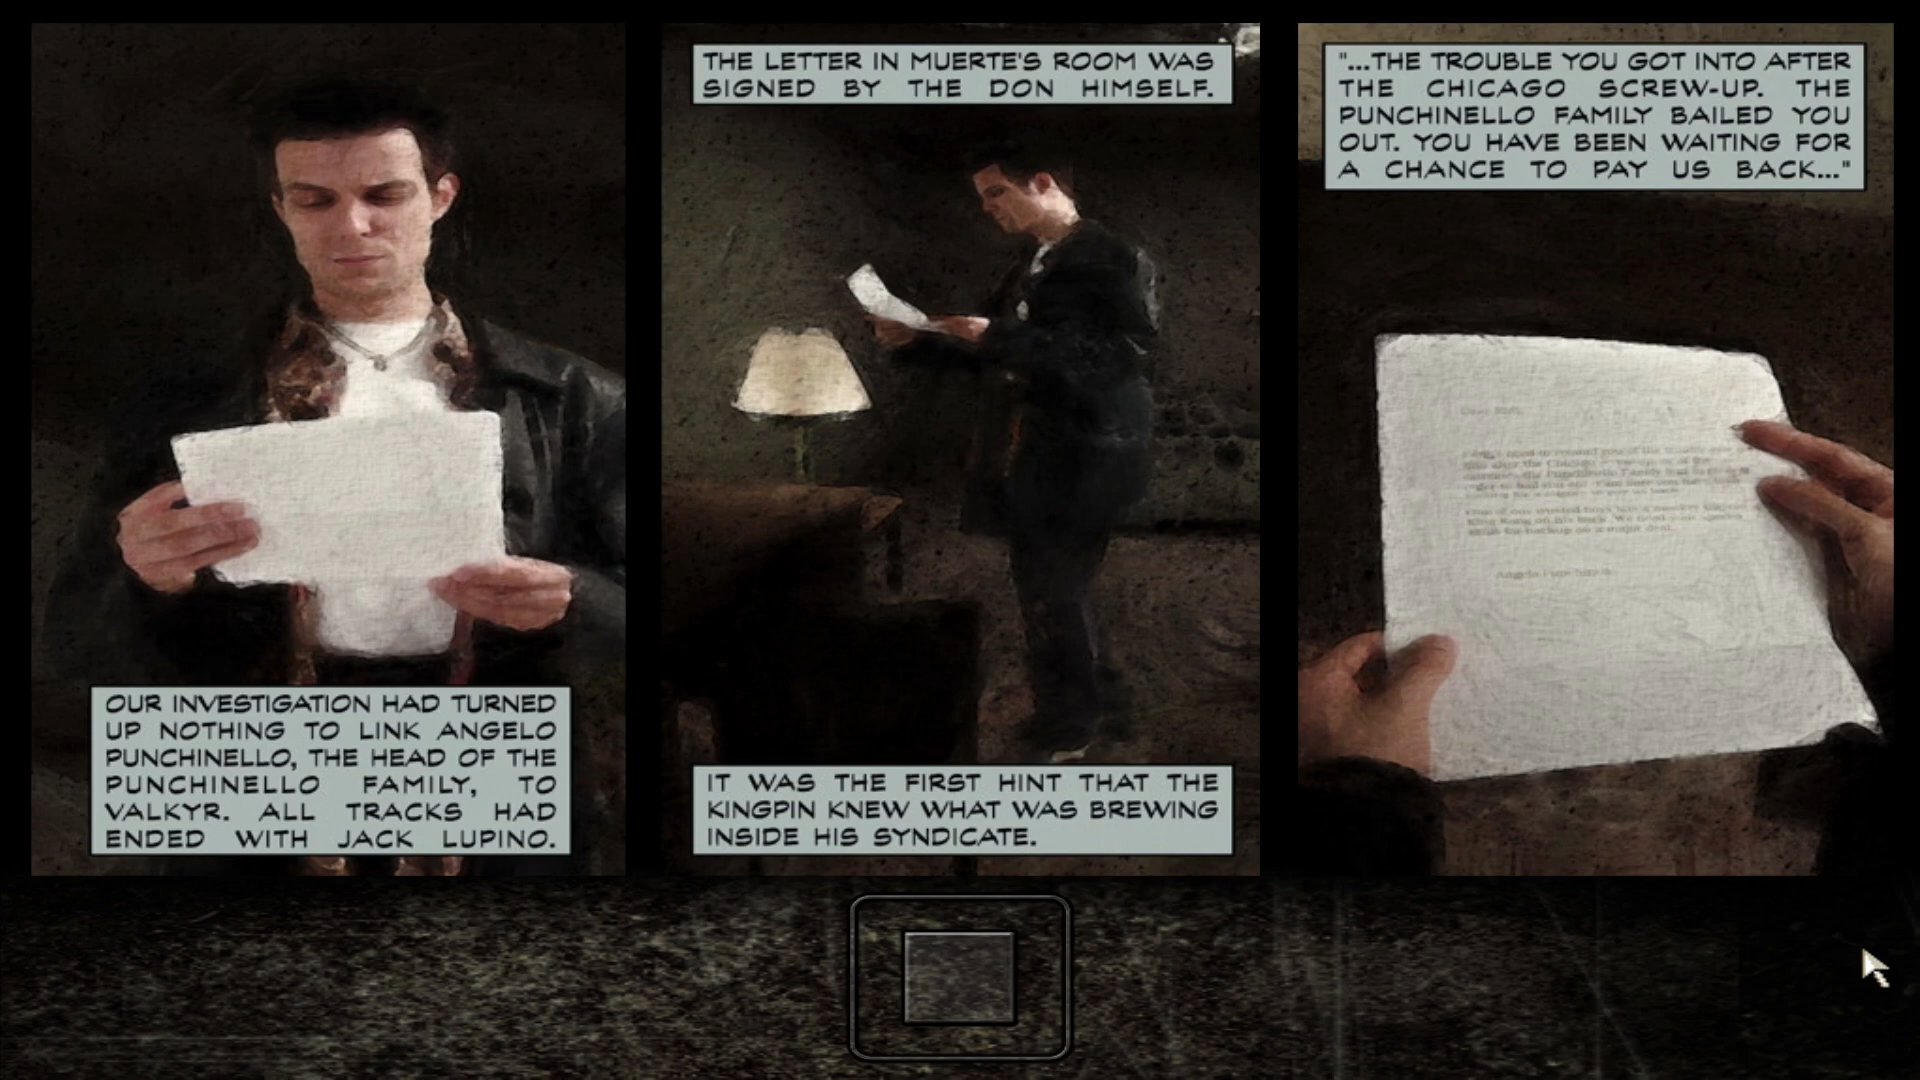 OUR INVESTIGATION HAD TURNED
UP NOTHING TO LINK ANGELO
PUNCHINELLO, THE HEAD OF THE
PUNCHINELLO FAMILY, TO
VALKYR. ALL TRACKS HAD
ENDED WITH JACK LUPINO.
THE LETTER IN MUERTE'S ROOM WAS
SIGNED BY THE DON HIMSELF.
IT WAS THE FIRST HINT THAT THE
KINGPIN KNEW WHAT WAS BREWING
INSIDE HIS SYNDICATE.
"...THE TROUBLE YOU GOT INTO AFTER
THE CHICAGO SCREW-UP. THE
PUNCHINELLO FAMILY BAILED YOU
OUT. YOU HAVE BEEN WAITING FOR
A CHANCE TO PAY US BACK..."